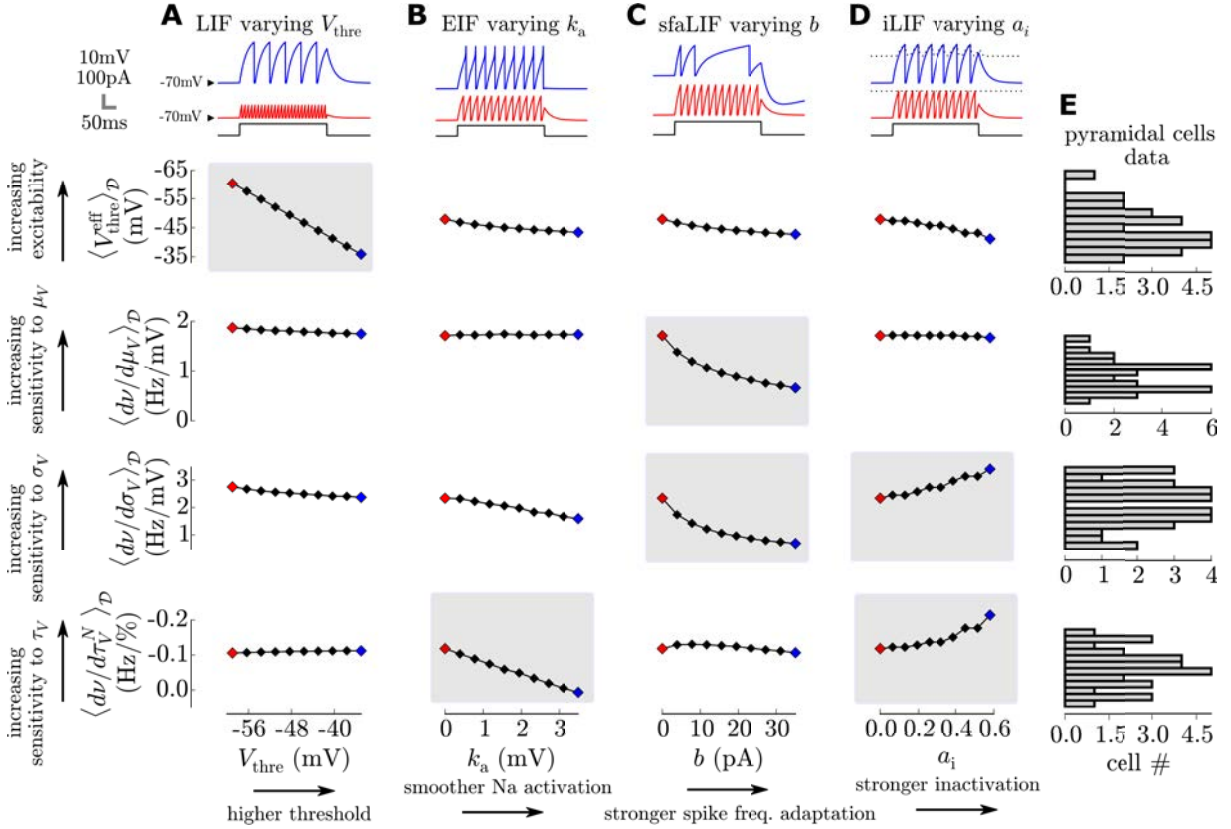 A B C D
LIF varying V_thre EIF varying k_a sfaLIF varying b iLIF varying a_i
10mV
100pA
50ms
-70mV
-70mV
E
pyramidal cells
data
increasing
excitability
⟨V_thre^eff⟩_D
(mV)
-65
-55
-45
-35
0.0 1.5 3.0 4.5
increasing
sensitivity to μ_V
⟨dν/dμ_V⟩_D
(Hz/mV)
2
1
0
0 2 4 6
increasing
sensitivity to σ_V
⟨dν/dσ_V⟩_D
(Hz/mV)
3
2
1
0 1 2 3 4
increasing
sensitivity to τ_V
⟨dν/dτ_V^N⟩_D
(Hz/%)
-0.2
-0.1
0.0
-56 -48 -40
V_thre (mV)
higher threshold
0 1 2 3
k_a (mV)
smoother Na activation
0 10 20 30
b (pA)
stronger spike freq. adaptation
0.0 0.2 0.4 0.6
a_i
stronger inactivation
0.0 1.5 3.0 4.5
cell #